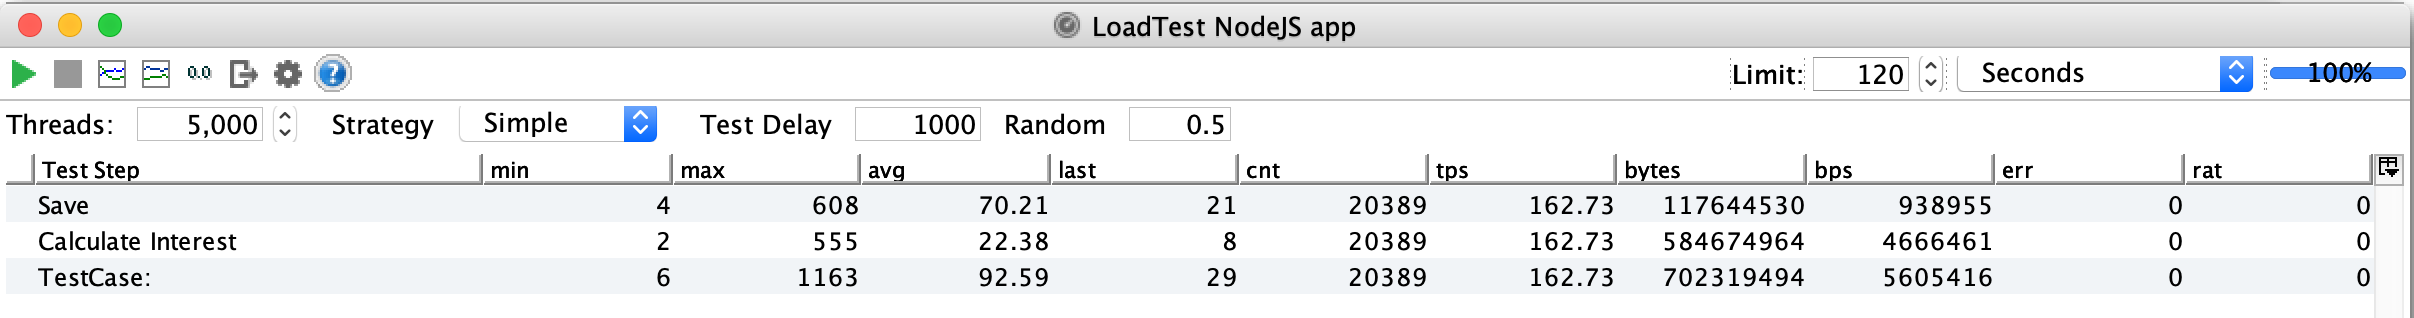 LoadTest NodeJS app
0.0 ? Limit: 120 Seconds 100%
Threads: 5,000 Strategy Simple Test Delay 1000 Random 0.5
Test Step min max avg last cnt tps bytes bps err rat
Save 4 608 70.21 21 20389 162.73 117644530 938955 0 0
Calculate Interest 2 555 22.38 8 20389 162.73 584674964 4666461 0 0
TestCase: 6 1163 92.59 29 20389 162.73 702319494 5605416 0 0